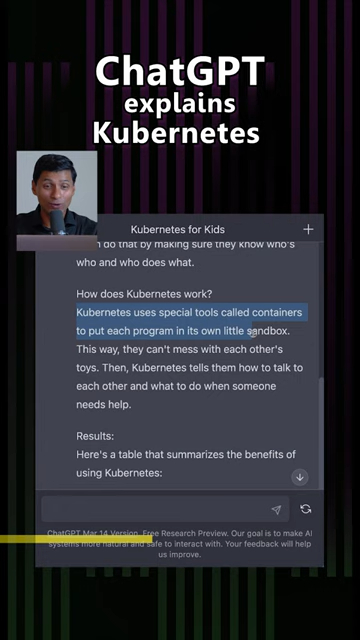 ChatGPT
explains
Kubernetes
Kubernetes for Kids
do that by making sure they know who's
who and who does what.
How does Kubernetes work?
Kubernetes uses special tools called containers
to put each program in its own little sandbox.
This way, they can't mess with each other's
toys. Then, Kubernetes tells them how to talk to
each other and what to do when someone
needs help.
Results:
Here's a table that summarizes the benefits of
using Kubernetes:
ChatGPT Mar 14 Version. Free Research Preview. Our goal is to make AI
systems more natural and safe to interact with. Your feedback will help
us improve.